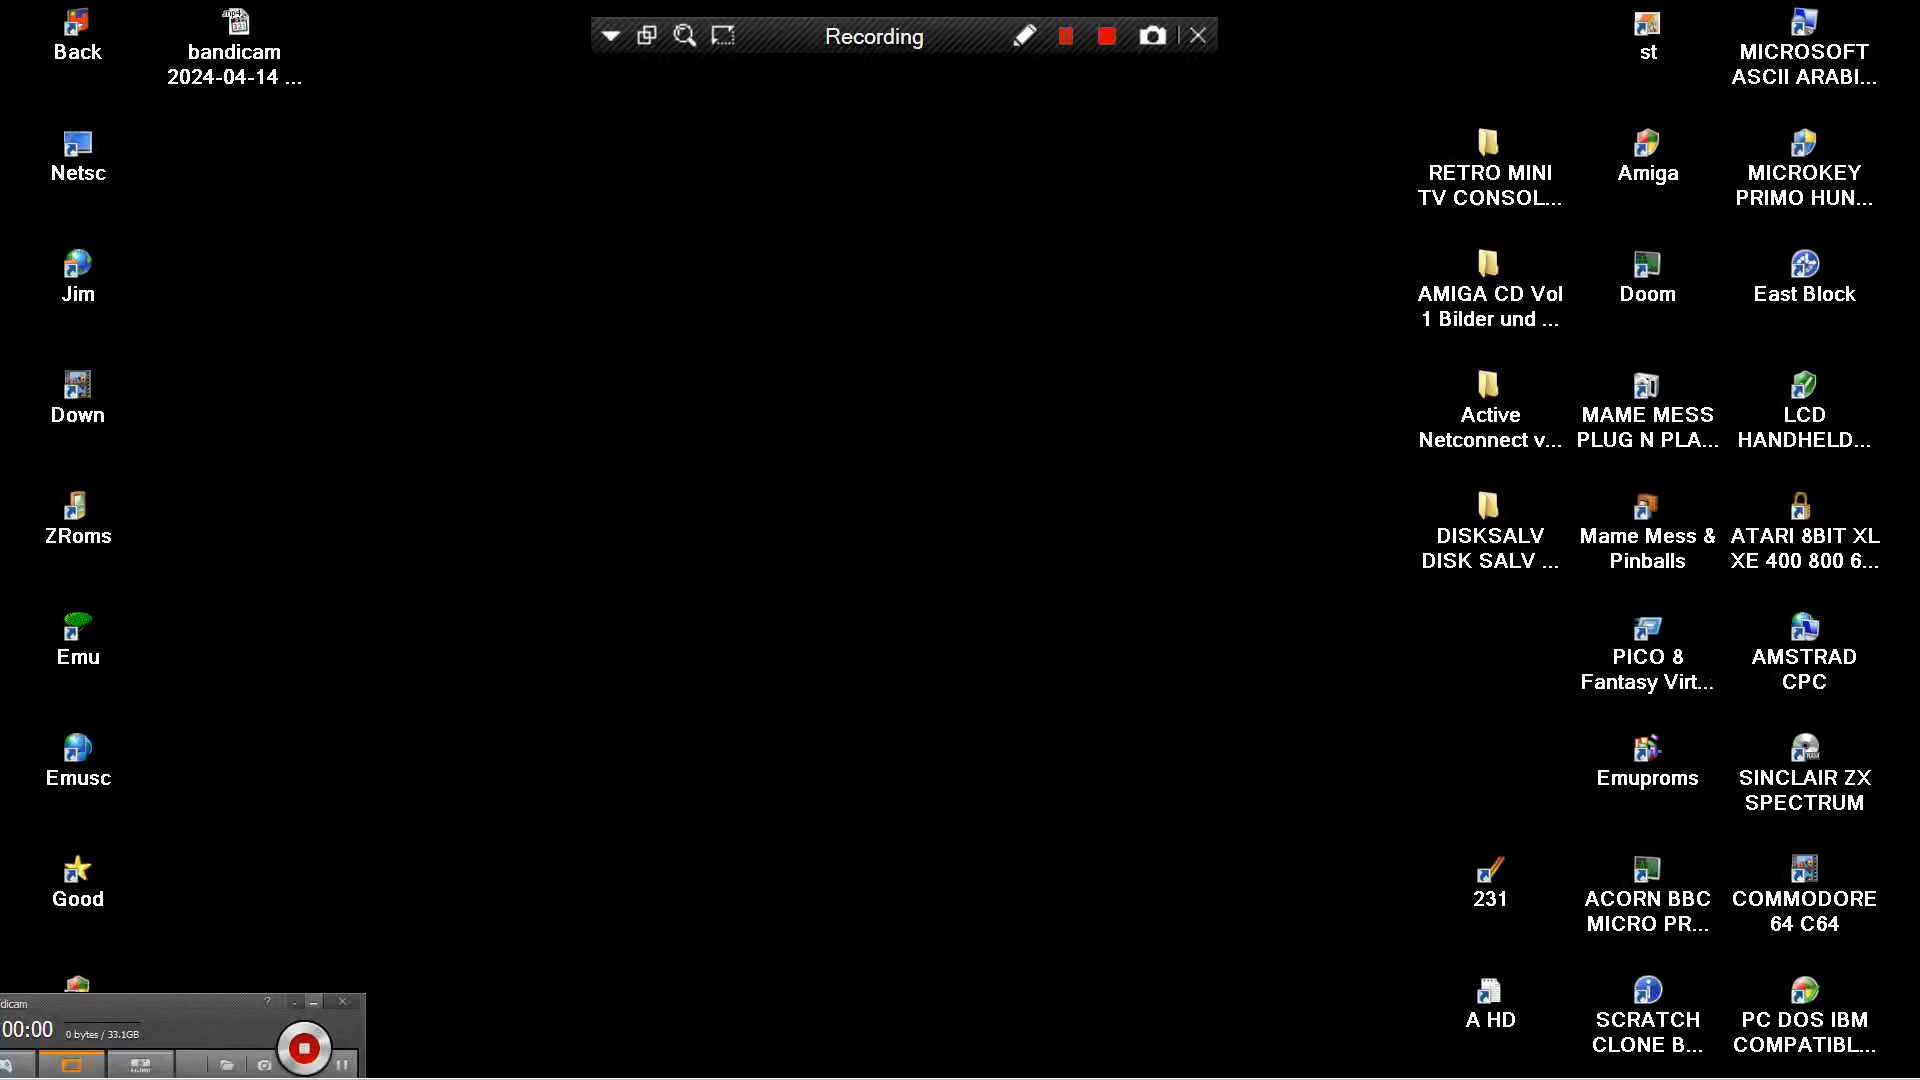 Recording
Back
bandicam
2024-04-14 ...
Netsc
Jim
Down
ZRoms
Emu
Emusc
Good
st
MICROSOFT
ASCII ARABI...
RETRO MINI
TV CONSOL...
Amiga
MICROKEY
PRIMO HUN...
AMIGA CD Vol
1 Bilder und ...
Doom
East Block
Active
Netconnect v...
MAME MESS
PLUG N PLA...
LCD
HANDHELD...
DISKSALV
DISK SALV ...
Mame Mess &
Pinballs
ATARI 8BIT XL
XE 400 800 6...
PICO 8
Fantasy Virt...
AMSTRAD
CPC
Emuproms
SINCLAIR ZX
SPECTRUM
231
ACORN BBC
MICRO PR...
COMMODORE
64 C64
A HD
SCRATCH
CLONE B...
PC DOS IBM
COMPATIBL...
dicam
00:00
0 bytes / 33.1GB